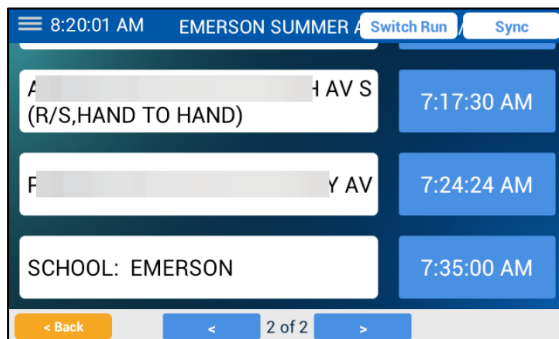 8:20:01 AM EMERSON SUMMER Switch Run Sync
H AV S
(R/S,HAND TO HAND)
7:17:30 AM
Y AV
7:24:24 AM
SCHOOL: EMERSON
7:35:00 AM
< Back < 2 of 2 >